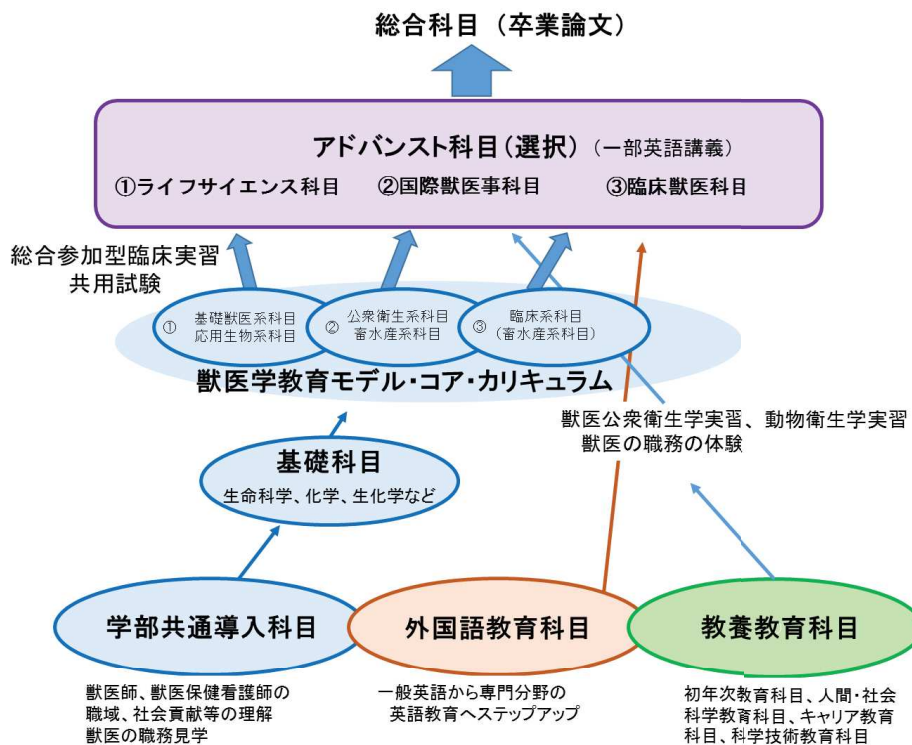 総合科目（卒業論文）
アドバンスト科目（選択）（一部英語講義）
①ライフサイエンス科目 ②国際獣医事科目 ③臨床獣医科目
総合参加型臨床実習
共用試験
① 基礎獣医系科目
応用生物系科目
② 公衆衛生系科目
畜水産系科目
③ 臨床系科目
（畜水産系科目）
獣医学教育モデル・コア・カリキュラム
獣医公衆衛生学実習、動物衛生学実習
獣医の職務の体験
基礎科目
生命科学、化学、生化学など
学部共通導入科目
外国語教育科目
教養教育科目
獣医師、獣医保健看護師の
職域、社会貢献等の理解
獣医の職務見学
一般英語から専門分野の
英語教育へステップアップ
初年次教育科目、人間・社会
科学教育科目、キャリア教育
科目、科学技術教育科目